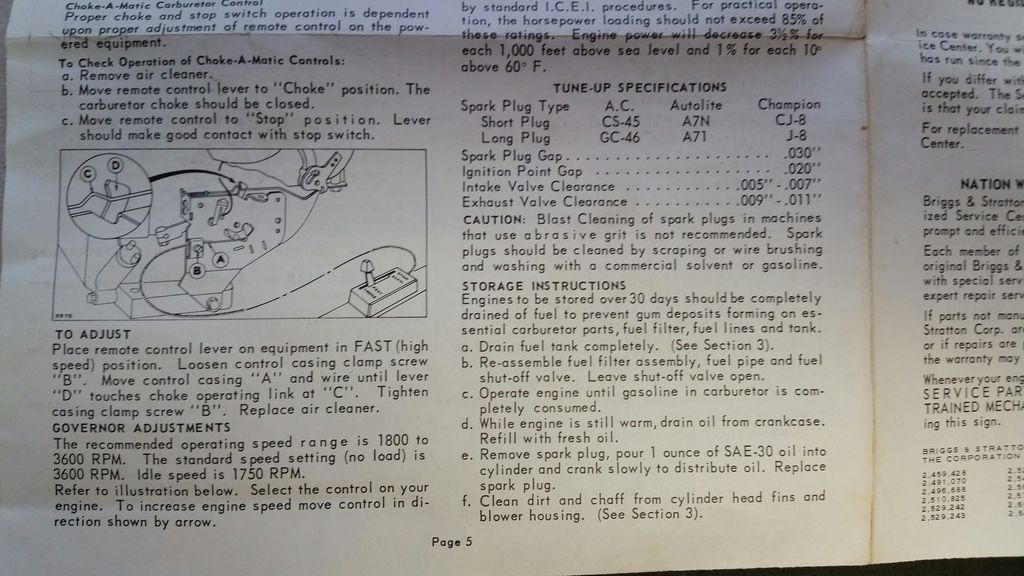 Choke-A-Matic Carburetor Control
Proper choke and stop switch operation is dependent
upon proper adjustment of remote control on the pow-
ered equipment.
To Check Operation of Choke-A-Matic Controls:
a. Remove air cleaner.
b. Move remote control lever to "Choke" position. The
carburetor choke should be closed.
c. Move remote control to "Stop" position. Lever
should make good contact with stop switch.
C D
A
B
TO ADJUST
Place remote control lever on equipment in FAST (high
speed) position. Loosen control casing clamp screw
"B". Move control casing "A" and wire until lever
"D" touches choke operating link at "C". Tighten
casing clamp screw "B". Replace air cleaner.
GOVERNOR ADJUSTMENTS
The recommended operating speed range is 1800 to
3600 RPM. The standard speed setting (no load) is
3600 RPM. Idle speed is 1750 RPM.
Refer to illustration below. Select the control on your
engine. To increase engine speed move control in di-
rection shown by arrow.
by standard I.C.E.I. procedures. For practical opera-
tion, the horsepower loading should not exceed 85% of
these ratings. Engine power will decrease 3½% for
each 1,000 feet above sea level and 1% for each 10°
above 60° F.
TUNE-UP SPECIFICATIONS
Spark Plug Type A.C. Autolite Champion
Short Plug CS-45 A7N CJ-8
Long Plug GC-46 A71 J-8
Spark Plug Gap . . . . . . . . . . . . . . . . . . . . . . . .030"
Ignition Point Gap . . . . . . . . . . . . . . . . . . . . . .020"
Intake Valve Clearance . . . . . . . . . . . .005" - .007"
Exhaust Valve Clearance . . . . . . . . . . .009" - .011"
CAUTION: Blast Cleaning of spark plugs in machines
that use abrasive grit is not recommended. Spark
plugs should be cleaned by scraping or wire brushing
and washing with a commercial solvent or gasoline.
STORAGE INSTRUCTIONS
Engines to be stored over 30 days should be completely
drained of fuel to prevent gum deposits forming on es-
sential carburetor parts, fuel filter, fuel lines and tank.
a. Drain fuel tank completely. (See Section 3).
b. Re-assemble fuel filter assembly, fuel pipe and fuel
shut-off valve. Leave shut-off valve open.
c. Operate engine until gasoline in carburetor is com-
pletely consumed.
d. While engine is still warm, drain oil from crankcase.
Refill with fresh oil.
e. Remove spark plug, pour 1 ounce of SAE-30 oil into
cylinder and crank slowly to distribute oil. Replace
spark plug.
f. Clean dirt and chaff from cylinder head fins and
blower housing. (See Section 3).
Page 5
In case warranty
ice Center. You
has run since the
If you differ
accepted. The
is that your
For replacement
Center.
NATION
Briggs & Stratton
ized Service
prompt and
Each member of
original Briggs &
with special
expert repair
If parts not
Stratton Corp.
or if repairs are
the warranty may
Whenever your
SERVICE
TRAINED
ing this sign.
BRIGGS &
THE CORPORATION
2,459,428
2,491,070
2,496,688
2,510,825
2,529,242
2,529,243